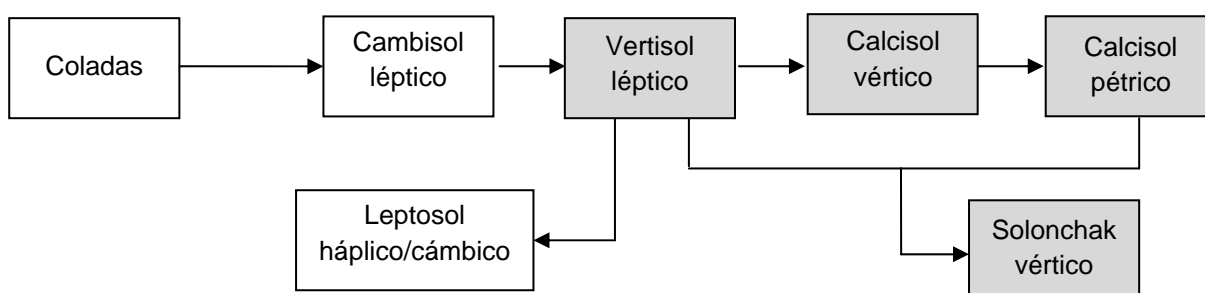 Coladas
Cambisol
léptico
Vertisol
léptico
Calcisol
vértico
Calcisol
pétrico
Leptosol
háplico/cámbico
Solonchak
vértico